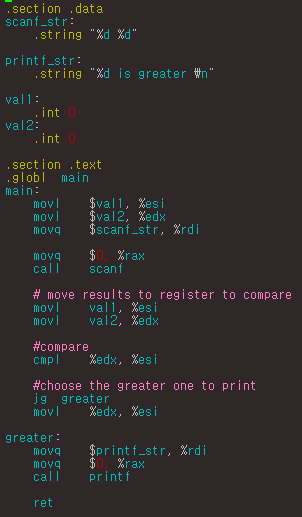 .section .data
scanf_str:
    .string "%d %d"

printf_str:
    .string "%d is greater ₩n"

val1:
    .int 0
val2:
    .int 0

.section .text
.globl  main
main:
    movl    $val1, %esi
    movl    $val2, %edx
    movq    $scanf_str, %rdi

    movq    $0, %rax
    call    scanf

    # move results to register to compare
    movl    val1, %esi
    movl    val2, %edx

    #compare
    cmpl    %edx, %esi

    #choose the greater one to print
    jg  greater
    movl    %edx, %esi

greater:
    movq    $printf_str, %rdi
    movq    $0, %rax
    call    printf

    ret